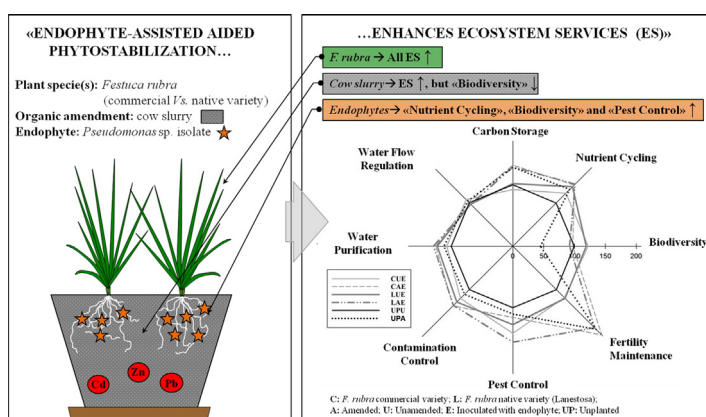 «ENDOPHYTE-ASSISTED AIDED
PHYTOSTABILIZATION…
Plant specie(s): Festuca rubra
(commercial Vs. native variety)
Organic amendment: cow slurry
Endophyte: Pseudomonas sp. isolate
Cd
Zn
Pb
…ENHANCES ECOSYSTEM SERVICES (ES)»
F. rubra→ All ES ↑
Cow slurry→ ES ↑, but «Biodiversity» ↓
Endophytes→ «Nutrient Cycling», «Biodiversity» and «Pest Control» ↑
Carbon Storage
Water Flow
Regulation
Nutrient Cycling
Water
Purification
Biodiversity
0 50 100 150 200
CUE
CAE
LUE
LAE
UPU
UPA
Contamination
Control
Fertility
Maintenance
Pest Control
C: F. rubra commercial variety; L: F. rubra native variety (Lanestosa);
A: Amended; U: Unamended; E: Inoculated with endophyte; UP: Unplanted